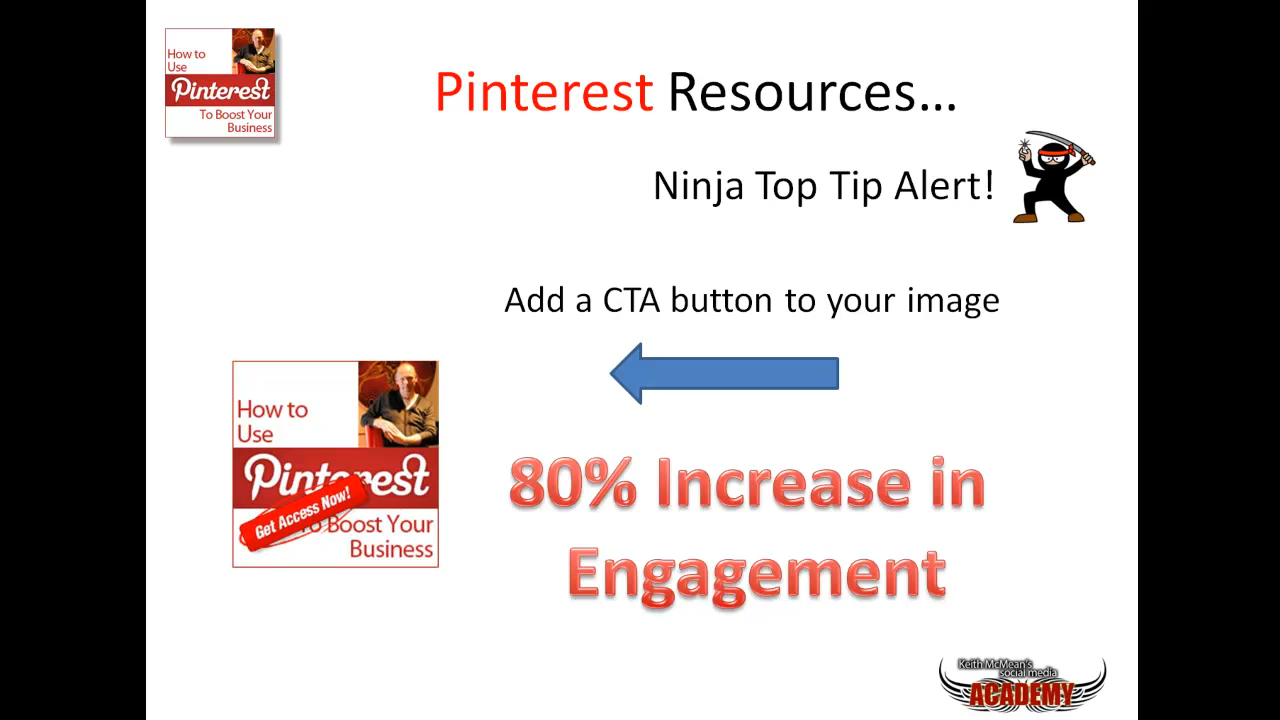 How to
Use
Pinterest
To Boost Your
Business
Pinterest Resources...
Ninja Top Tip Alert!
Add a CTA button to your image
How to
Use
Pinterest
Get Access Now!
To Boost Your
Business
80% Increase in
Engagement
Keith McMean's
social media
ACADEMY